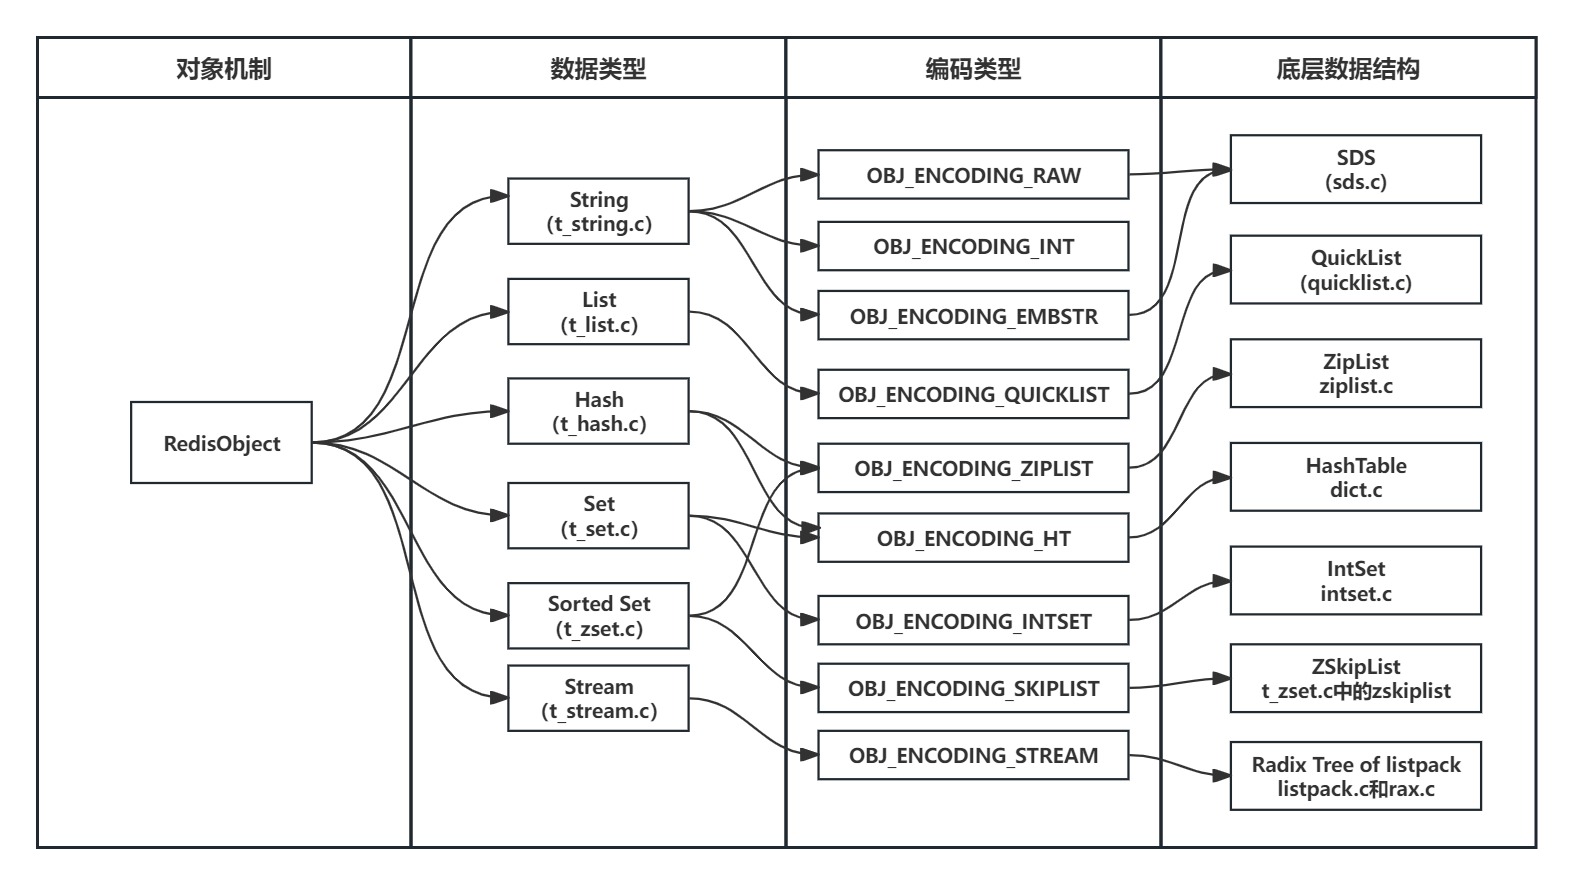 对象机制
数据类型
编码类型
底层数据结构
RedisObject
String
(t_string.c)
List
(t_list.c)
Hash
(t_hash.c)
Set
(t_set.c)
Sorted Set
(t_zset.c)
Stream
(t_stream.c)
OBJ_ENCODING_RAW
OBJ_ENCODING_INT
OBJ_ENCODING_EMBSTR
OBJ_ENCODING_QUICKLIST
OBJ_ENCODING_ZIPLIST
OBJ_ENCODING_HT
OBJ_ENCODING_INTSET
OBJ_ENCODING_SKIPLIST
OBJ_ENCODING_STREAM
SDS
(sds.c)
QuickList
(quicklist.c)
ZipList
ziplist.c
HashTable
dict.c
IntSet
intset.c
ZSkipList
t_zset.c中的zskiplist
Radix Tree of listpack
listpack.c和rax.c